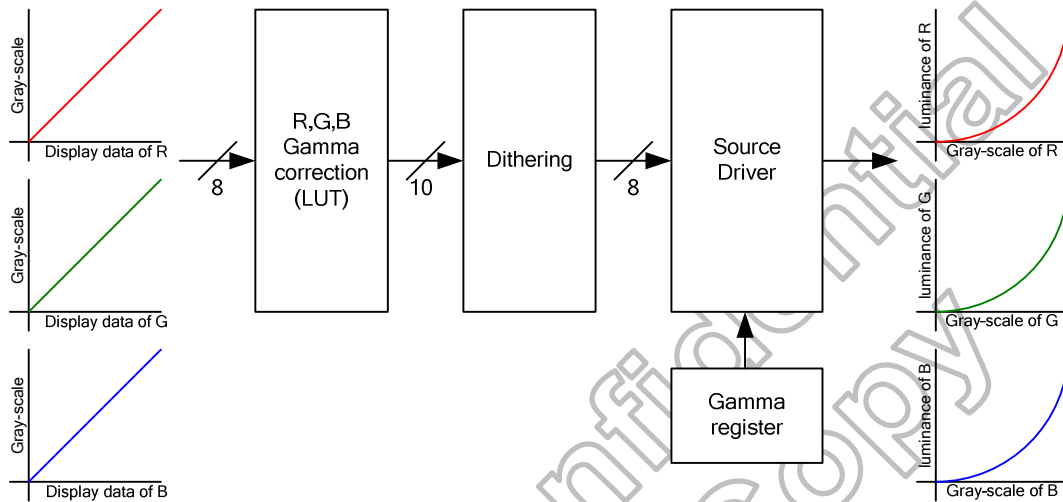 Gray-scale
Display data of R
Gray-scale
Display data of G
Gray-scale
Display data of B
8
R,G,B
Gamma
correction
(LUT)
10
Dithering
8
Source
Driver
Gamma
register
luminance of R
Gray-scale of R
luminance of G
Gray-scale of G
luminance of B
Gray-scale of B